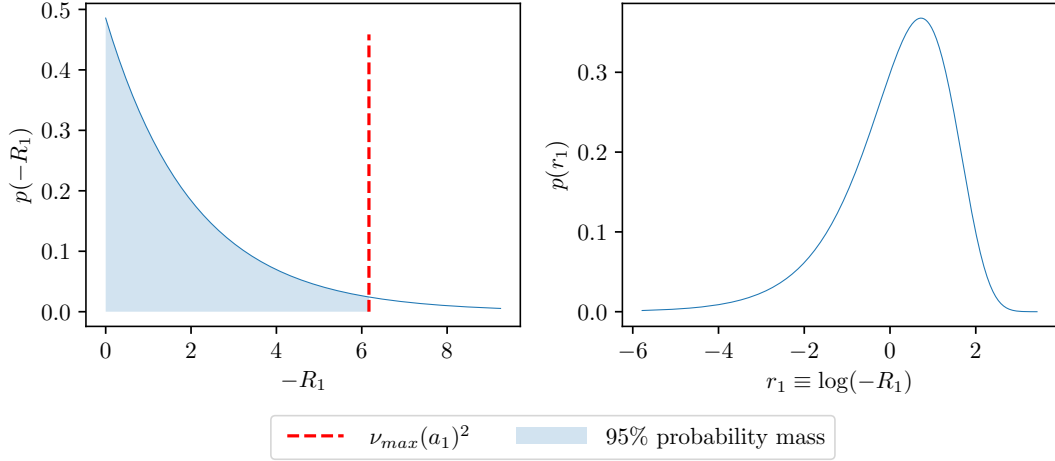 0.5
0.4
0.3
0.2
0.1
0.0
p(−R₁)
0 2 4 6 8
−R₁
0.3
0.2
0.1
0.0
p(r₁)
−6 −4 −2 0 2
r₁ ≡ log(−R₁)
ν_max(a₁)² 95% probability mass